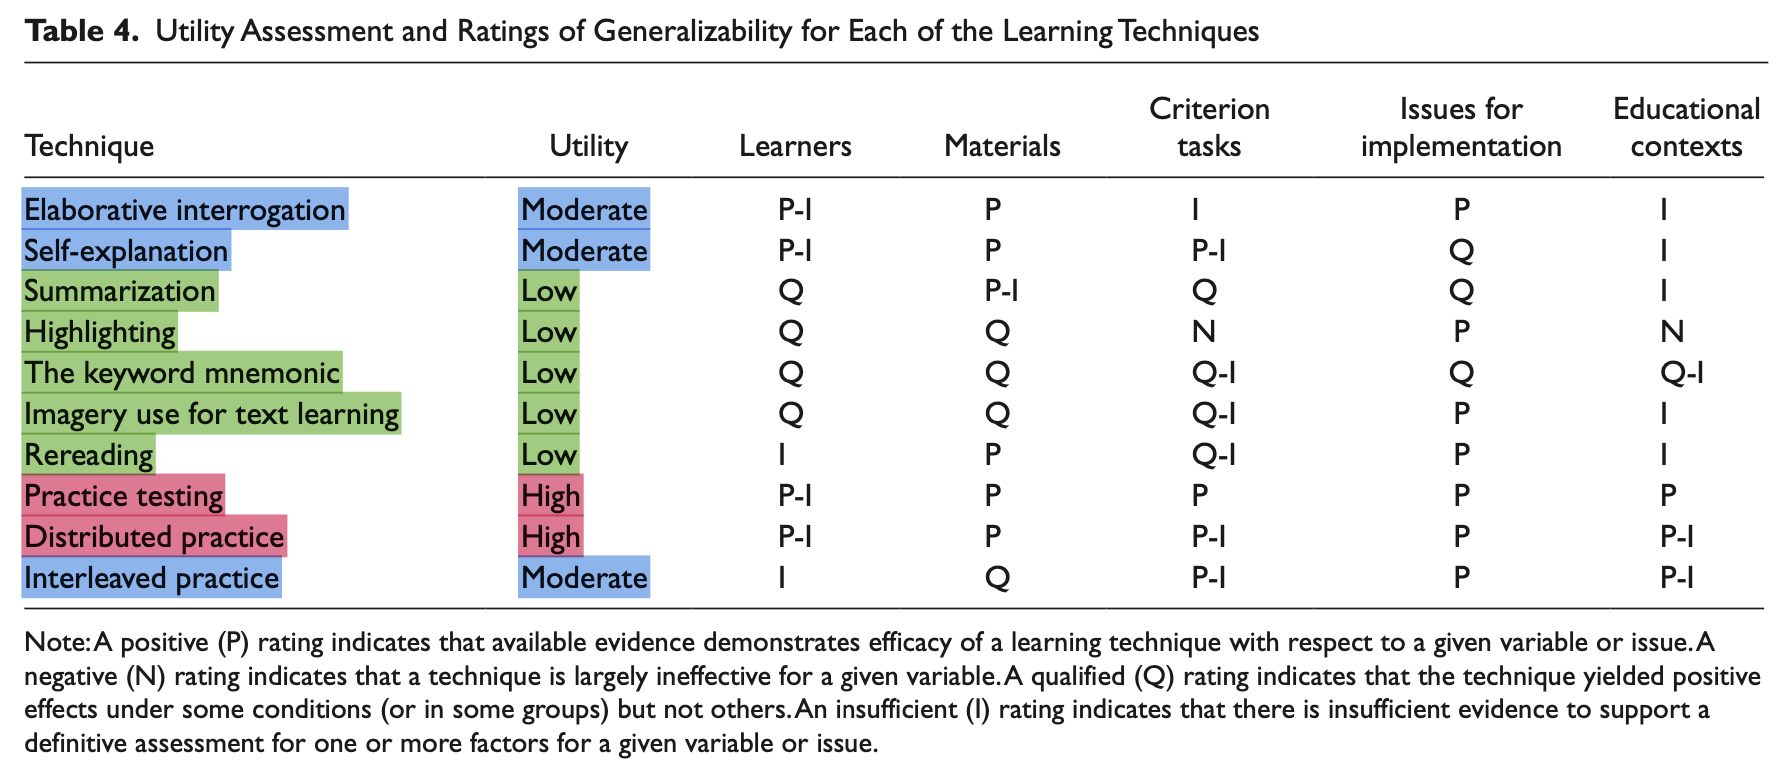 Table 4. Utility Assessment and Ratings of Generalizability for Each of the Learning Techniques
Technique Utility Learners Materials Criterion tasks Issues for implementation Educational contexts
Elaborative interrogation Moderate P-I P I P I
Self-explanation Moderate P-I P P-I Q I
Summarization Low Q P-I Q Q I
Highlighting Low Q Q N P N
The keyword mnemonic Low Q Q Q-I Q Q-I
Imagery use for text learning Low Q Q Q-I P I
Rereading Low I P Q-I P I
Practice testing High P-I P P P P
Distributed practice High P-I P P-I P P-I
Interleaved practice Moderate I Q P-I P P-I
Note: A positive (P) rating indicates that available evidence demonstrates efficacy of a learning technique with respect to a given variable or issue. A
negative (N) rating indicates that a technique is largely ineffective for a given variable. A qualified (Q) rating indicates that the technique yielded positive
effects under some conditions (or in some groups) but not others. An insufficient (I) rating indicates that there is insufficient evidence to support a
definitive assessment for one or more factors for a given variable or issue.